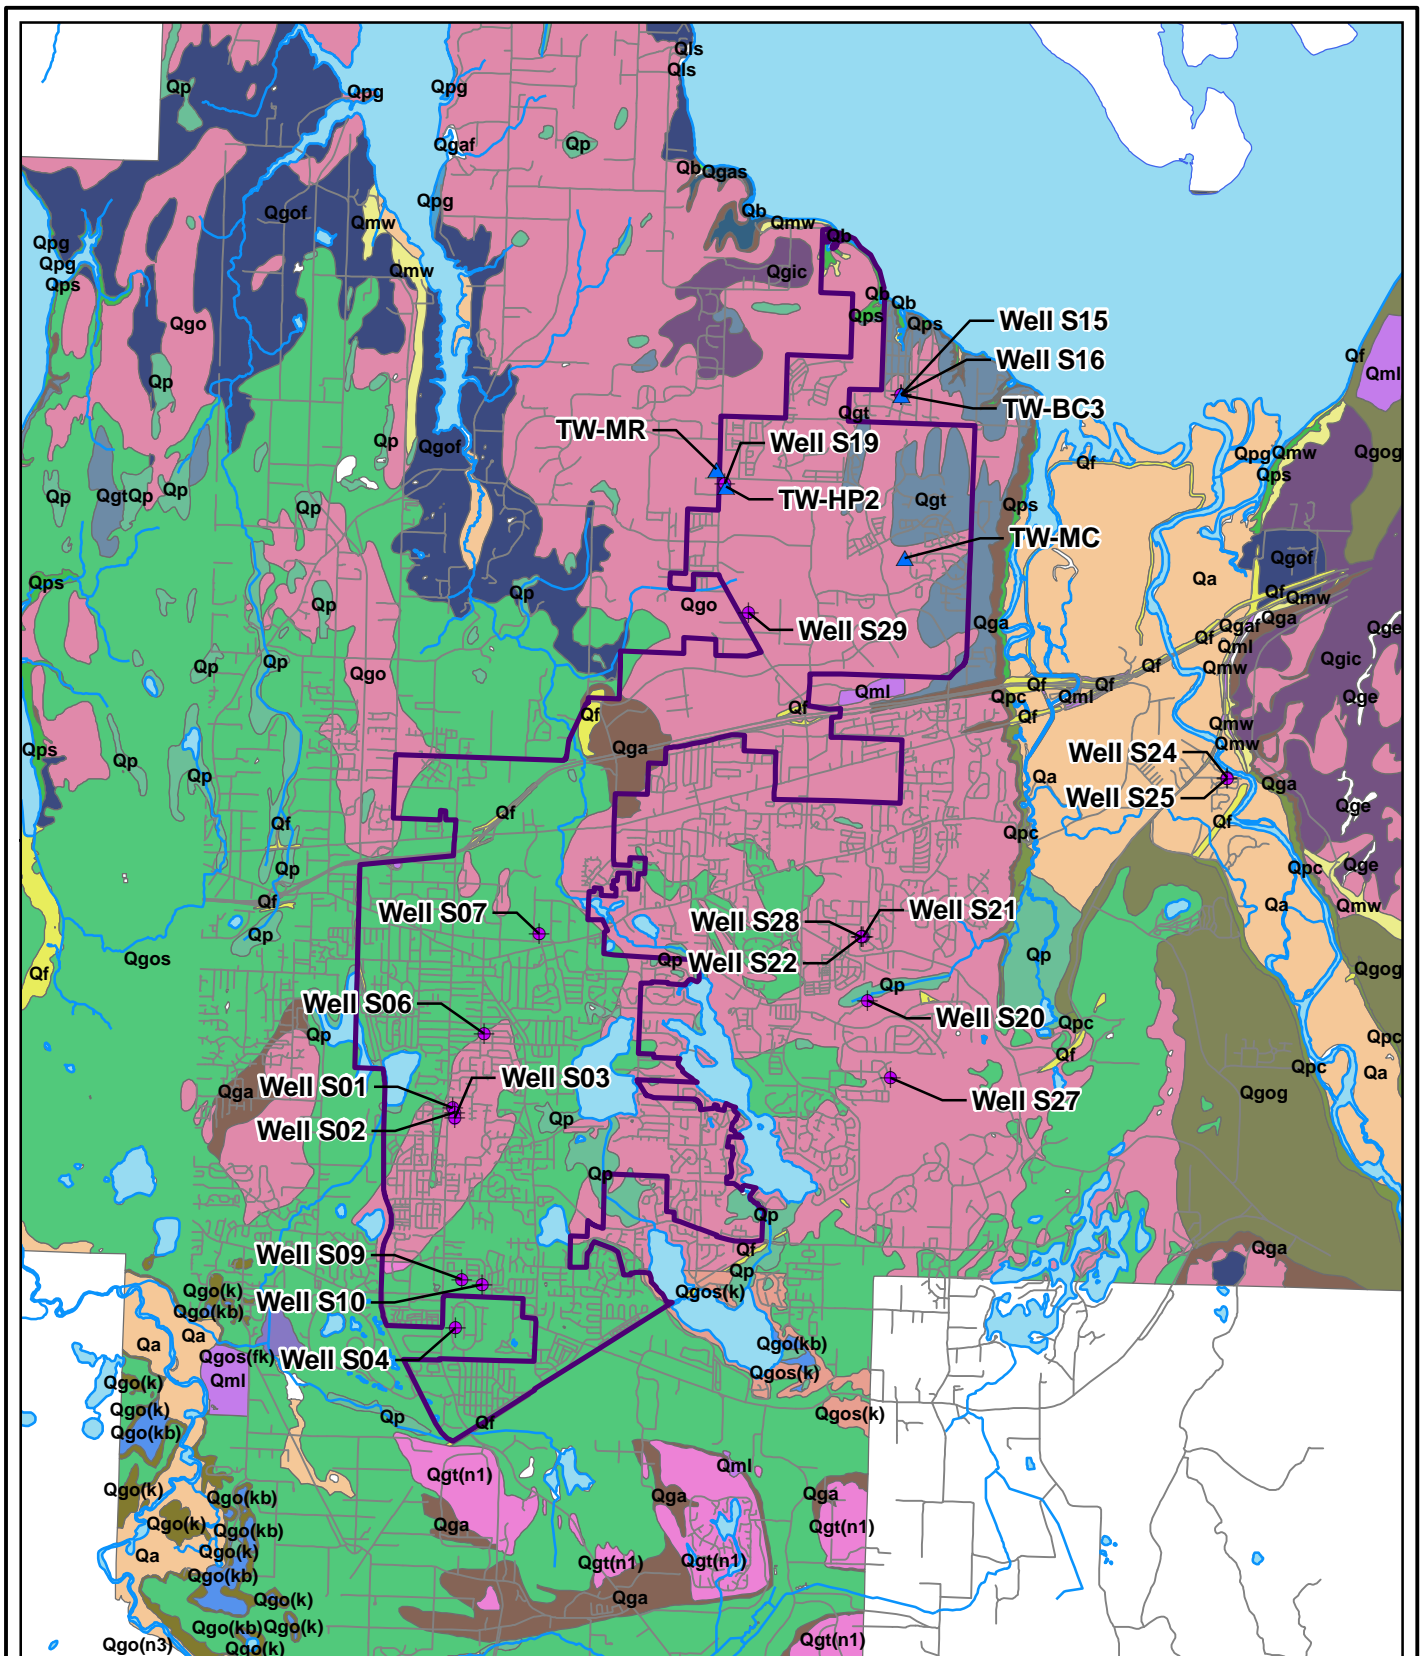 Qls
Qls
Qp
Qpg
Qpg
Qgaf
Qp
Qb
Qgas
Qpg
Qgof
Qmw
Qb
Qmw
Qb
Qpg
Qpg
Qps
Qmw
Qgic
Qb
Qb
Qps
Qps
Qgo
Well S15
Well S16
Qf
Qml
Qp
TW-BC3
Qgt
TW-MR
Well S19
Qp
Qgof
Qf
Qpg
Qmw
Qgog
Qps
Qp
Qgt
Qp
Qp
TW-HP2
Qgt
Qps
Qp
TW-MC
Qgof
Qps
Qa
Qp
Qp
Qgo
Qf
Qmw
Qga
Qga
Qgaf
Qge
Well S29
Qf
Qml
Qgic
Qp
Qp
Qgo
Qmw
Qf
Qml
Qpc
Qf
Qml
Qf
Qge
Qf
Qf
Qf
Qmw
Qps
Qga
Qmw
Well S24
Qp
Qp
Qa
Well S25
Qga
Qge
Qf
Qf
Qf
Qpc
Qp
Qpc
Qge
Qf
Well S07
Well S28
Well S21
Qa
Qmw
Qp
Qgos
Qf
Qp
Well S22
Qp
Qgog
Qp
Well S06
Well S20
Qpc
Qp
Qf
Qpc
Qpc
Qa
Well S01
Well S03
Qga
Well S27
Qgog
Qp
Well S02
Qp
Qp
Qf
Qga
Well S09
Qp
Qgo(k)
Qgos(k)
Well S10
Qgo(kb)
Qa
Qa
Qgo(kb)
Qgos(fk)
Well S04
Qgos(k)
Qml
Qgo(k)
Qgo(k)
Qp
Qf
Qgos(k)
Qgo(kb)
Qgt(n1)
Qml
Qgo(k)
Qgo(kb)
Qga
Qga
Qgo(k)
Qgo(kb)
Qga
Qgt(n1)
Qa
Qgo(k)
Qgt(n1)
Qgt(n1)
Qgo(kb)
Qgo(k)
Qga
Qgo(kb)
Qgo(k)
Qgo(n3)
Qgo(k)
Qgt(n1)